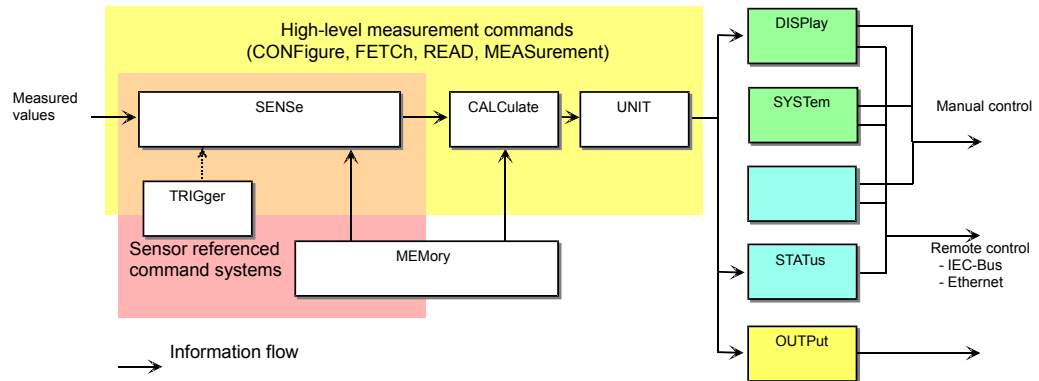 High-level measurement commands
(CONFigure, FETCh, READ, MEASurement)
Measured
values
SENSe
CALCulate
UNIT
TRIGger
Sensor referenced
command systems
MEMory
DISPlay
SYSTem
STATus
OUTPut
Manual control
Remote control
- IEC-Bus
- Ethernet
Information flow